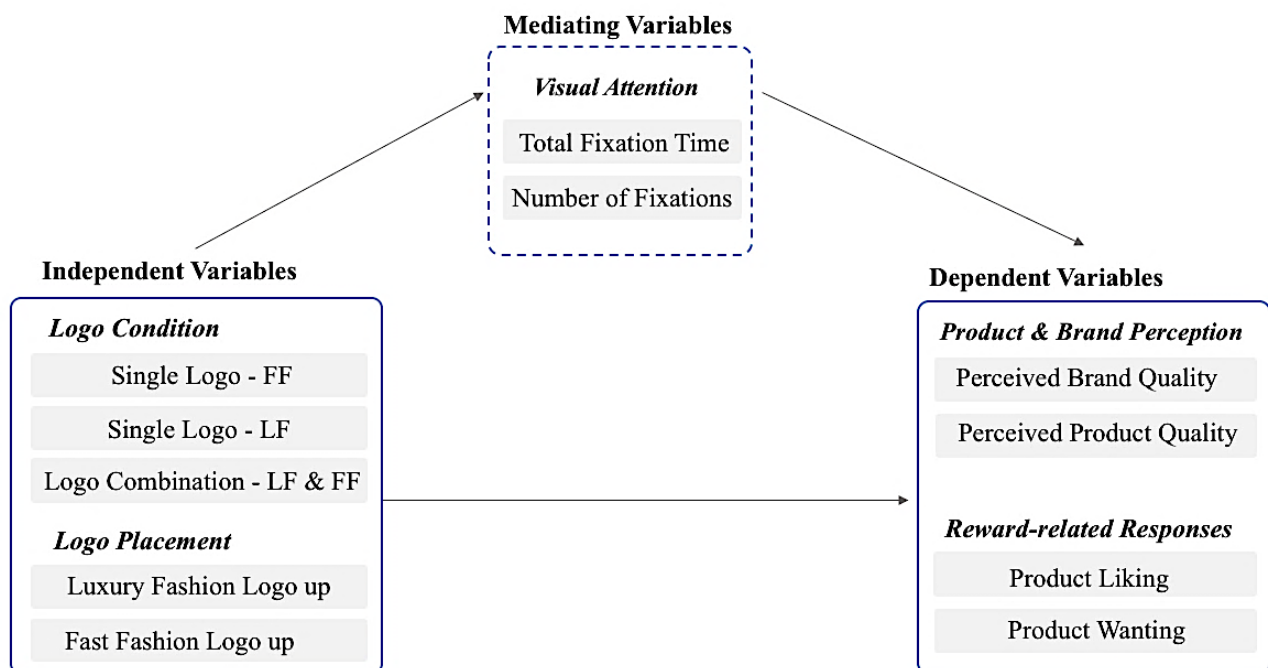 Mediating Variables
Visual Attention
Total Fixation Time
Number of Fixations
Independent Variables
Logo Condition
Single Logo - FF
Single Logo - LF
Logo Combination - LF & FF
Logo Placement
Luxury Fashion Logo up
Fast Fashion Logo up
Dependent Variables
Product & Brand Perception
Perceived Brand Quality
Perceived Product Quality
Reward-related Responses
Product Liking
Product Wanting